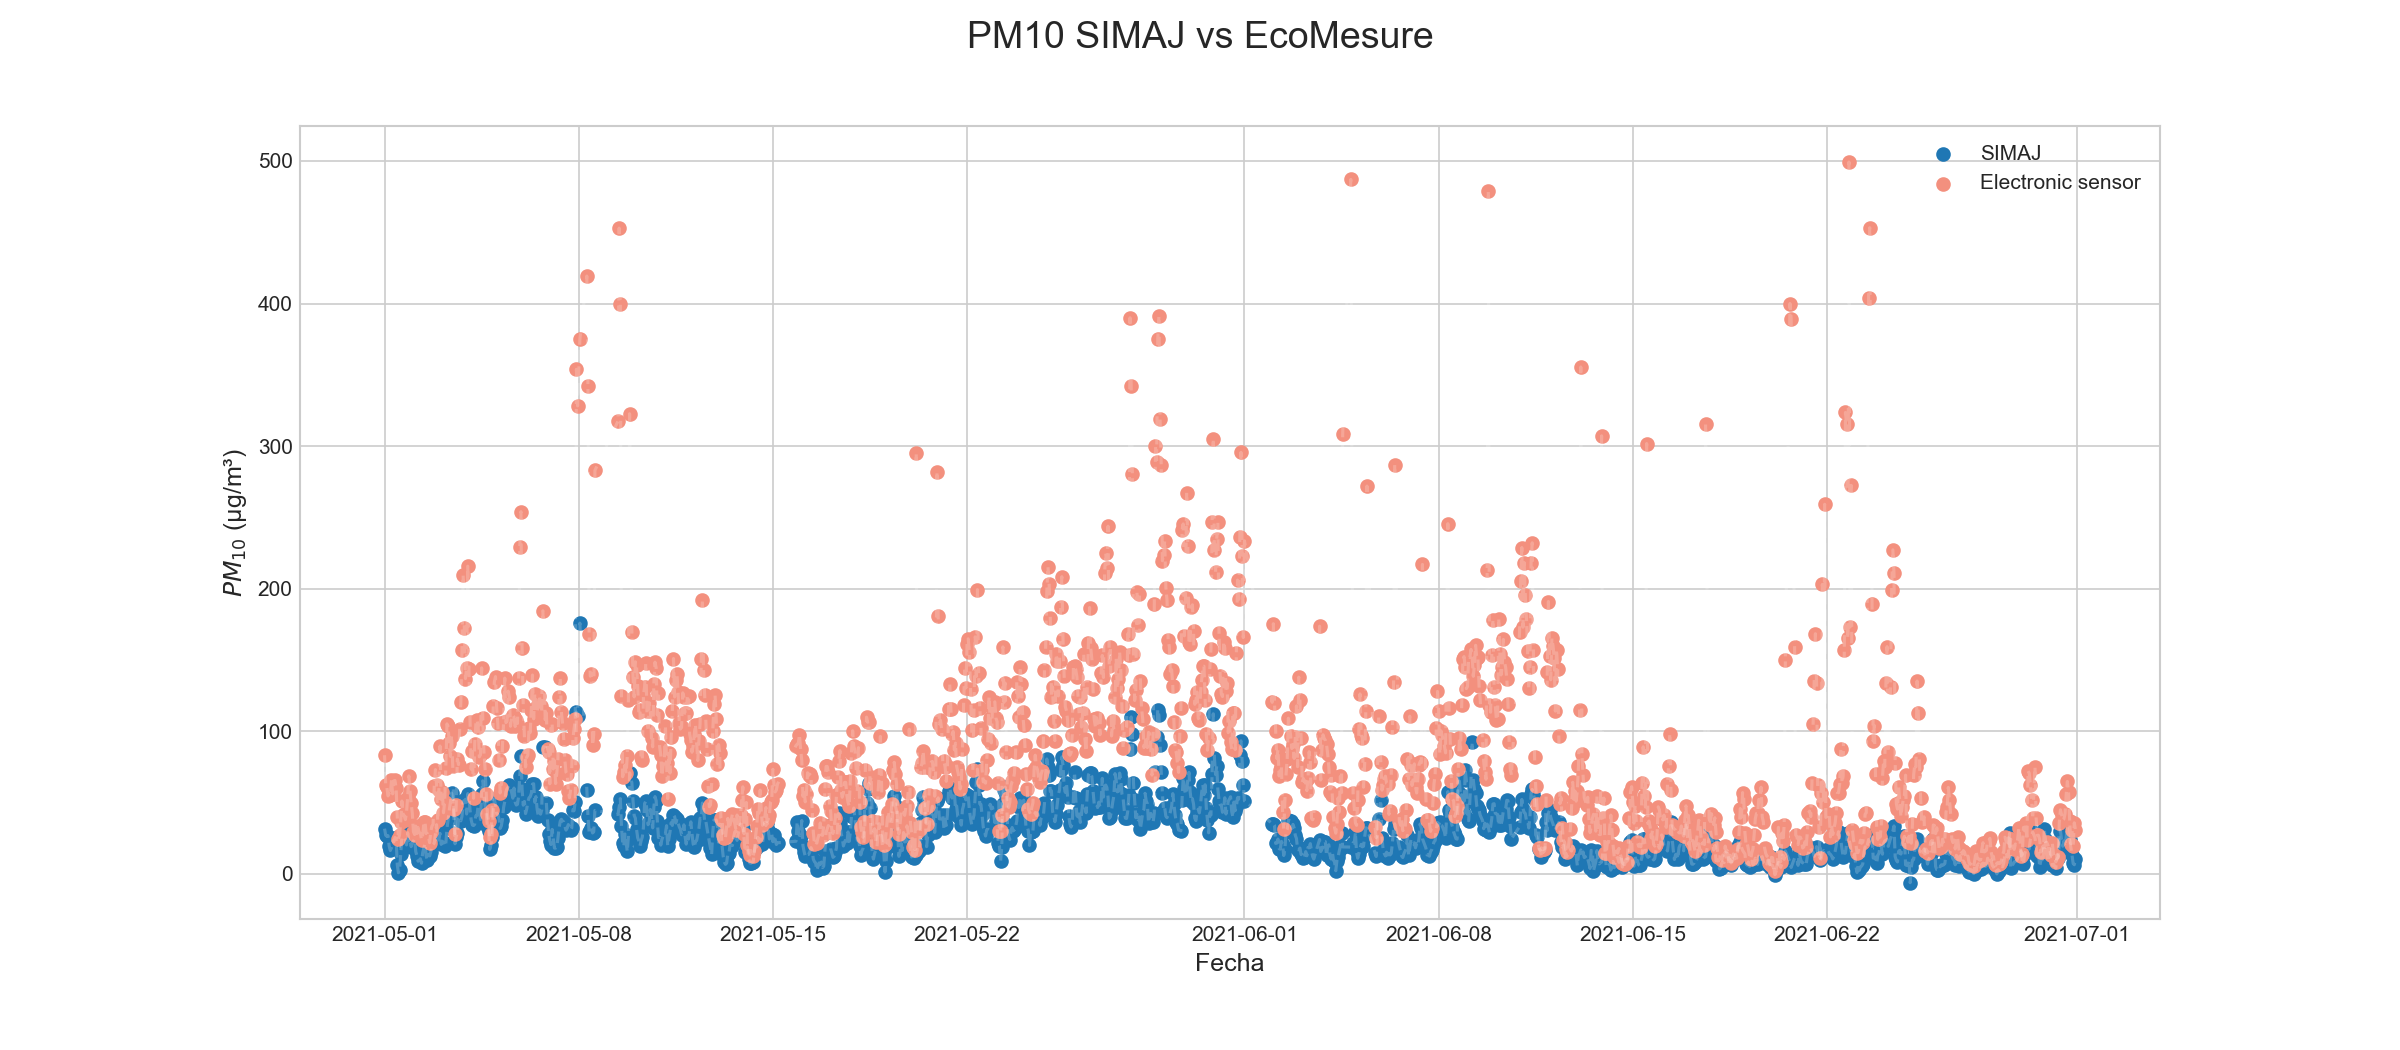 PM10 SIMAJ vs EcoMesure
SIMAJ
Electronic sensor
500
400
300
200
100
0
PM₁₀ (µg/m³)
2021-05-01 2021-05-08 2021-05-15 2021-05-22 2021-06-01 2021-06-08 2021-06-15 2021-06-22 2021-07-01
Fecha